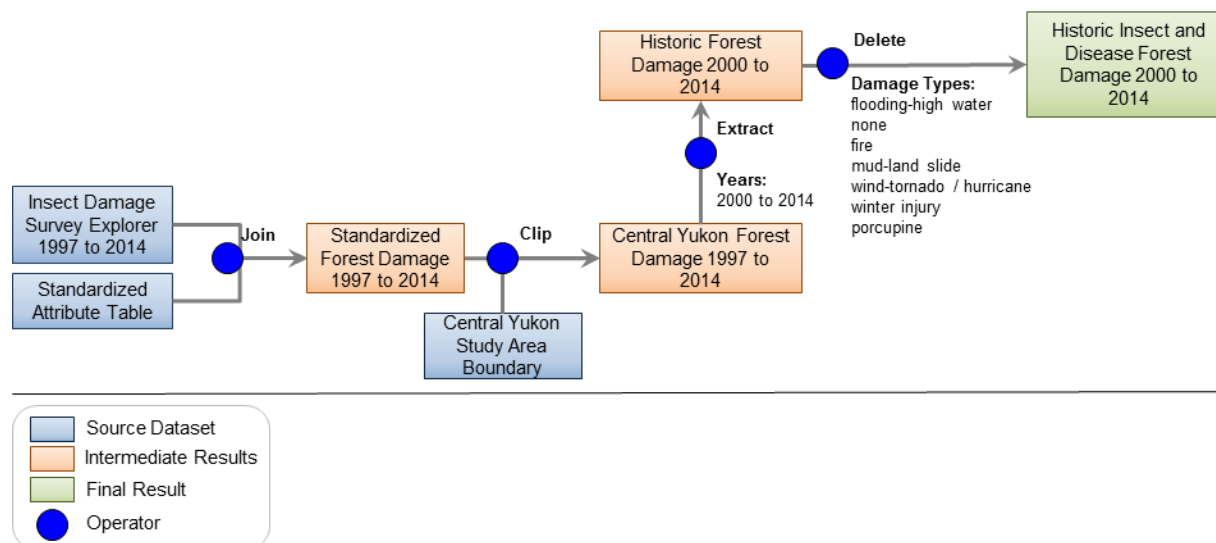 Insect Damage
Survey Explorer
1997 to 2014
Standardized
Attribute Table
Join
Standardized
Forest Damage
1997 to 2014
Clip
Central Yukon
Study Area
Boundary
Central Yukon Forest
Damage 1997 to
2014
Extract
Years:
2000 to 2014
Historic Forest
Damage 2000 to
2014
Delete
Damage Types:
flooding-high water
none
fire
mud-land slide
wind-tornado / hurricane
winter injury
porcupine
Historic Insect and
Disease Forest
Damage 2000 to
2014
Source Dataset
Intermediate Results
Final Result
Operator